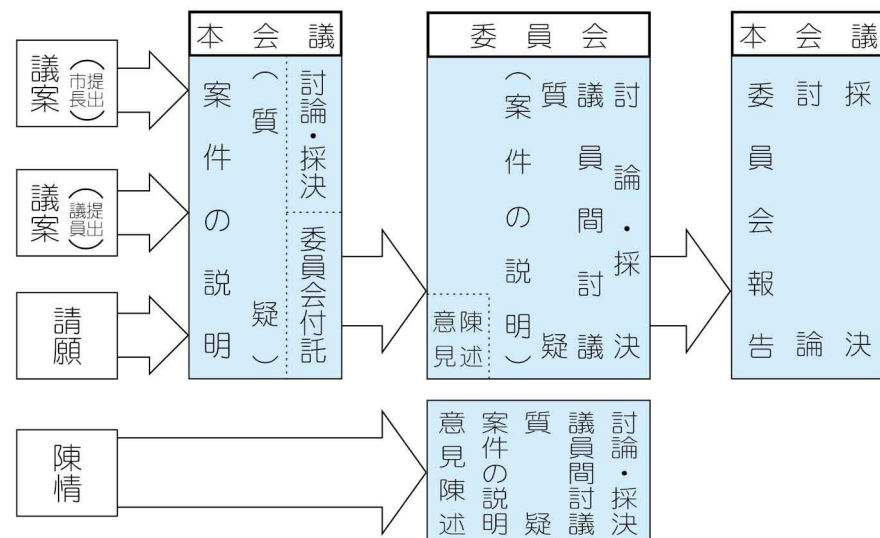 議案（市長提出）
議案（議員提出）
請願
陳情
本会議
案件の説明
（質疑）
討論・採決
委員会付託
委員会
意見陳述
（案件の説明）
質疑
議員間討議
討論・採決
本会議
委員会報告
討論
採決
意見陳述
案件の説明
質疑
議員間討議
討論・採決